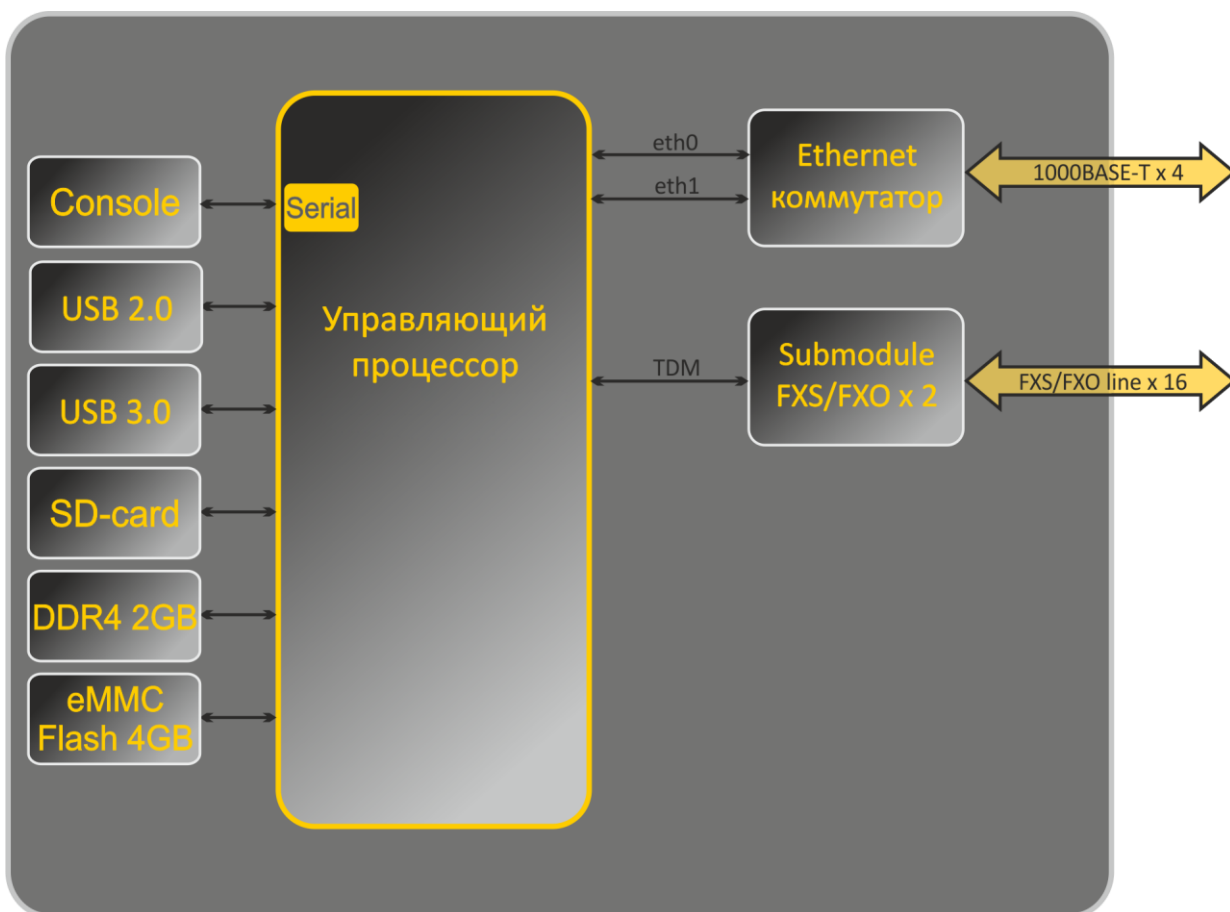 Console
USB 2.0
USB 3.0
SD-card
DDR4 2GB
eMMC
Flash 4GB
Serial
Управляющий
процессор
eth0
eth1
TDM
Ethernet
коммутатор
Submodule
FXS/FXO x 2
1000BASE-T x 4
FXS/FXO line x 16